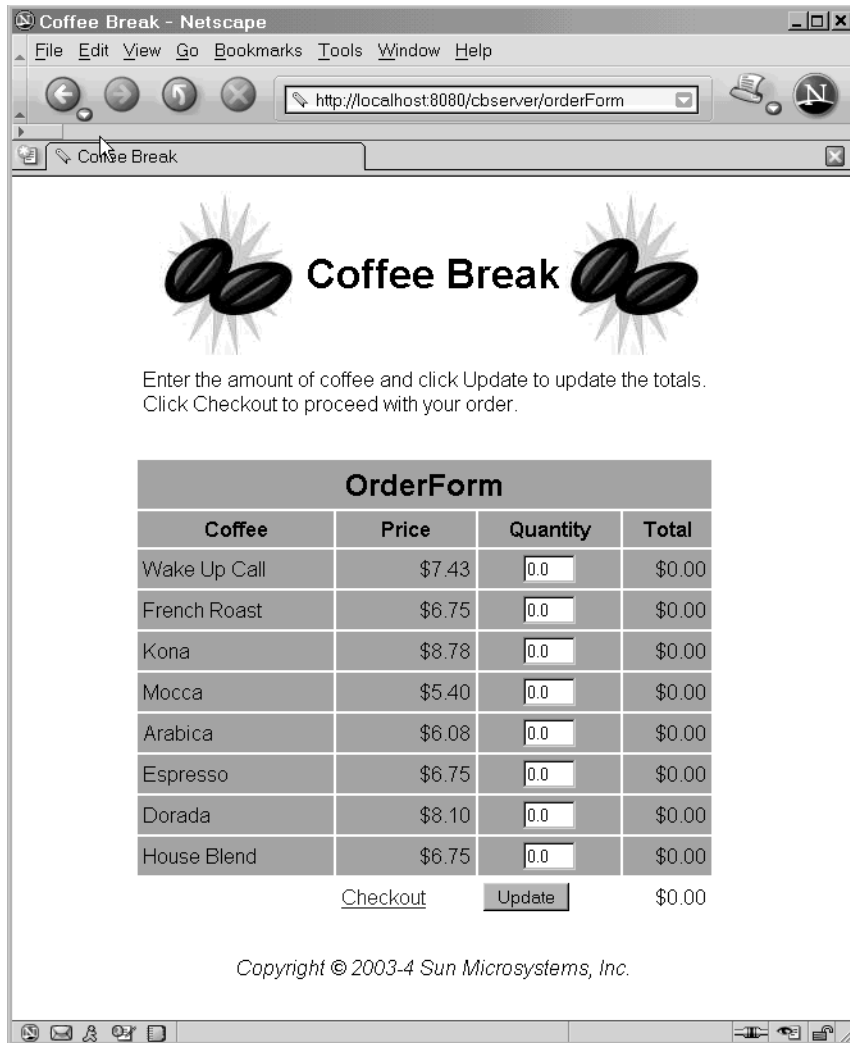 Coffee Break - Netscape
File Edit View Go Bookmarks Tools Window Help
http://localhost:8080/cbserver/orderForm
N
Coffee Break
Coffee Break
Enter the amount of coffee and click Update to update the totals.
Click Checkout to proceed with your order.
OrderForm
Coffee Price Quantity Total
Wake Up Call $7.43 0.0 $0.00
French Roast $6.75 0.0 $0.00
Kona $8.78 0.0 $0.00
Mocca $5.40 0.0 $0.00
Arabica $6.08 0.0 $0.00
Espresso $6.75 0.0 $0.00
Dorada $8.10 0.0 $0.00
House Blend $6.75 0.0 $0.00
Checkout Update $0.00
Copyright © 2003-4 Sun Microsystems, Inc.